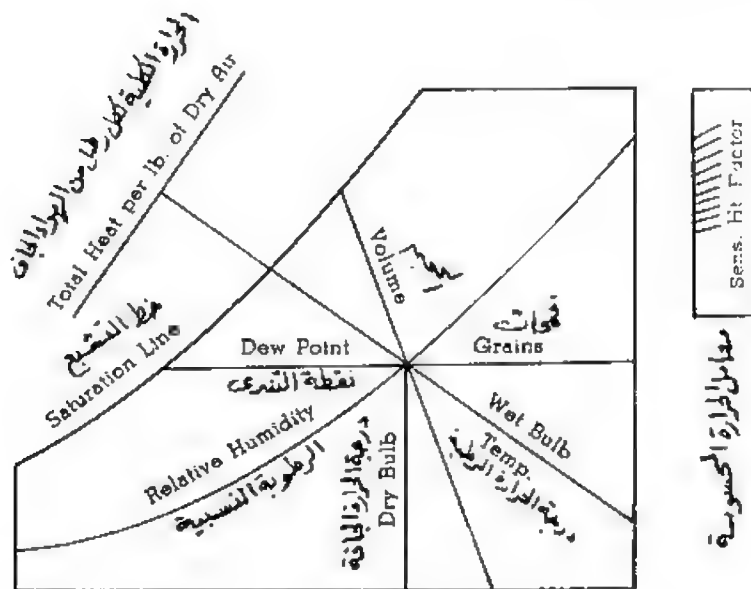 الحرارة الكلية لكل رطل من الهواء الجاف
Total Heat per lb. of Dry Air
خط التشبع
Saturation Line
Volume
Dew Point
نقطة الندى
Grains
Relative Humidity
الرطوبة النسبية
درجة الحرارة الجافة
Dry Bulb
Wet Bulb
Temp.
درجة الحرارة الرطبة
Sens. Ht Factor
معامل الحرارة المحسوسة